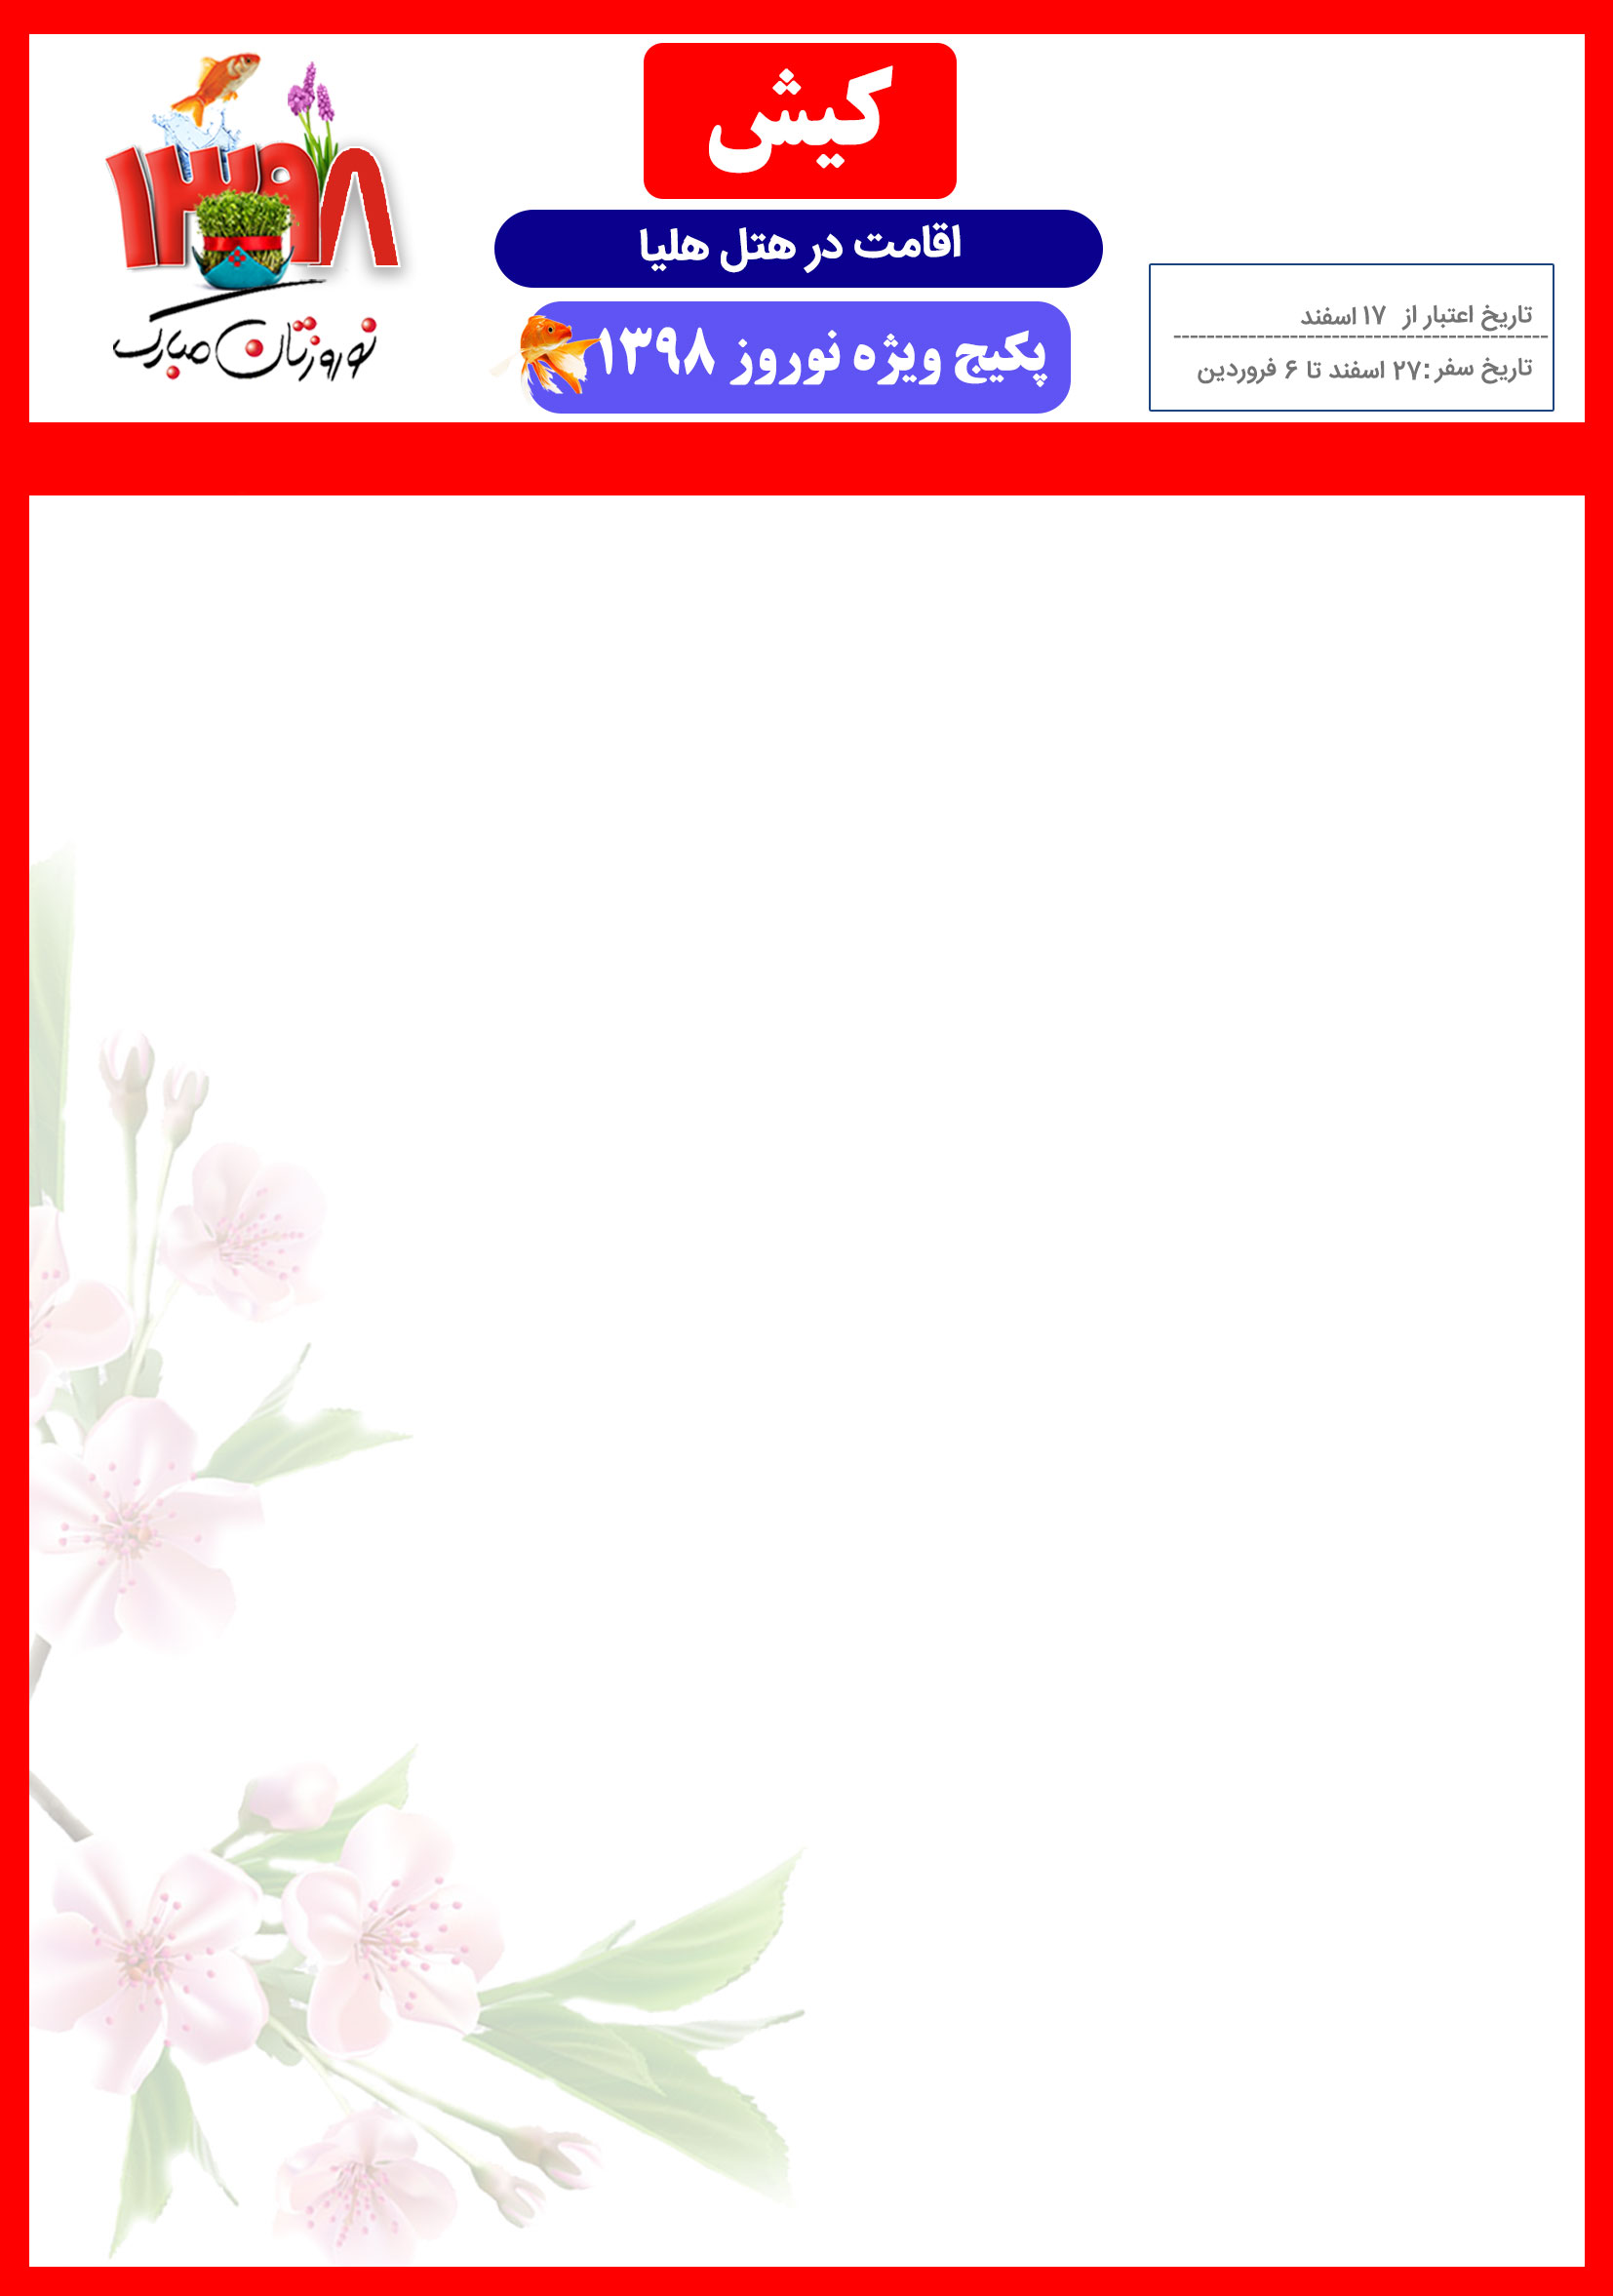 کیش
اقامت در هتل هلیا
پکیج ویژه نوروز ۱۳۹۸
تاریخ اعتبار از ۱۷ اسفند
تاریخ سفر :۲۷ اسفند تا ۶ فروردین
۱۳۹۸
نوروزتان مبارک